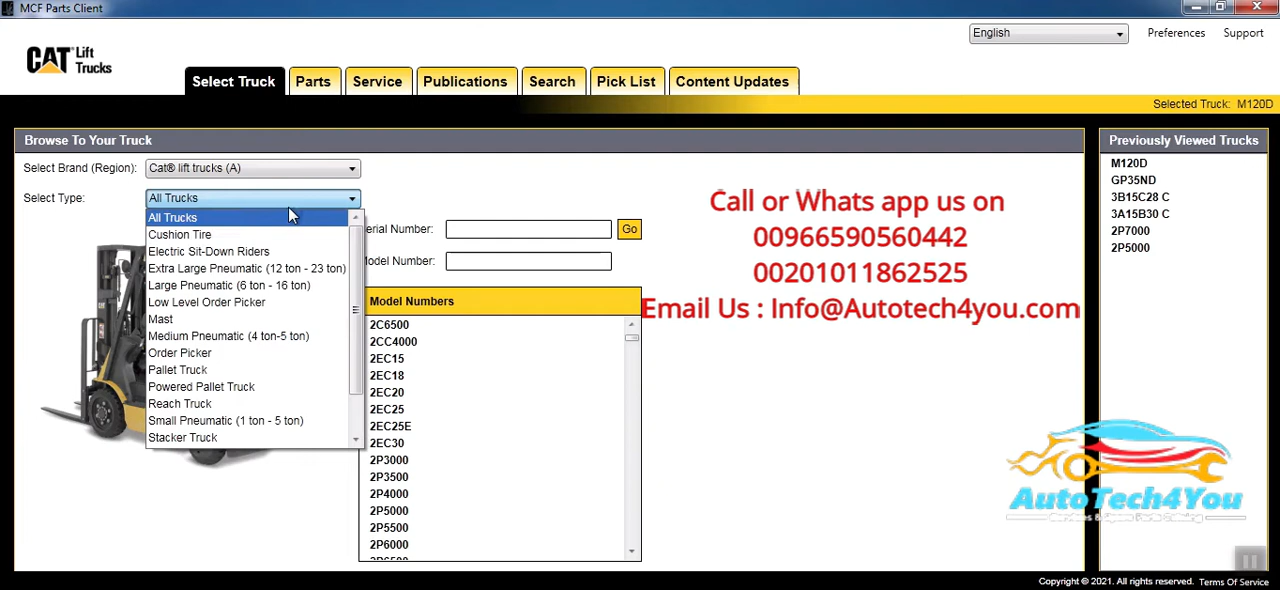 MCF Parts Client
English
Preferences
Support
CAT Lift Trucks
Select Truck
Parts
Service
Publications
Search
Pick List
Content Updates
Selected Truck: M120D
Browse To Your Truck
Select Brand (Region):
Cat® lift trucks (A)
Select Type:
All Trucks
All Trucks
Cushion Tire
Electric Sit-Down Riders
Extra Large Pneumatic (12 ton - 23 ton)
Large Pneumatic (6 ton - 16 ton)
Low Level Order Picker
Mast
Medium Pneumatic (4 ton-5 ton)
Order Picker
Pallet Truck
Powered Pallet Truck
Reach Truck
Small Pneumatic (1 ton - 5 ton)
Stacker Truck
erial Number:
Go
odel Number:
Model Numbers
2C6500
2CC4000
2EC15
2EC18
2EC20
2EC25
2EC25E
2EC30
2P3000
2P3500
2P4000
2P5000
2P5500
2P6000
2P6500
Call or Whats app us on
00966590560442
00201011862525
Email Us : Info@Autotech4you.com
Previously Viewed Trucks
M120D
GP35ND
3B15C28 C
3A15B30 C
2P7000
2P5000
AutoTech4You
Copyright © 2021. All rights reserved. Terms Of Service